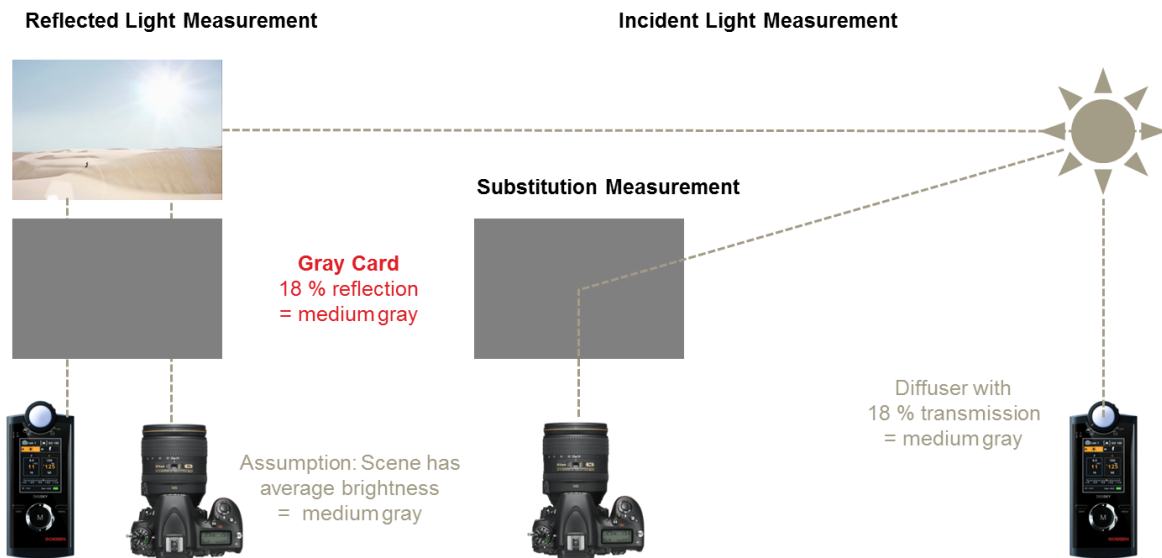 Reflected Light Measurement
Incident Light Measurement
Substitution Measurement
Gray Card
18 % reflection
= medium gray
Diffuser with
18 % transmission
= medium gray
Assumption: Scene has
average brightness
= medium gray